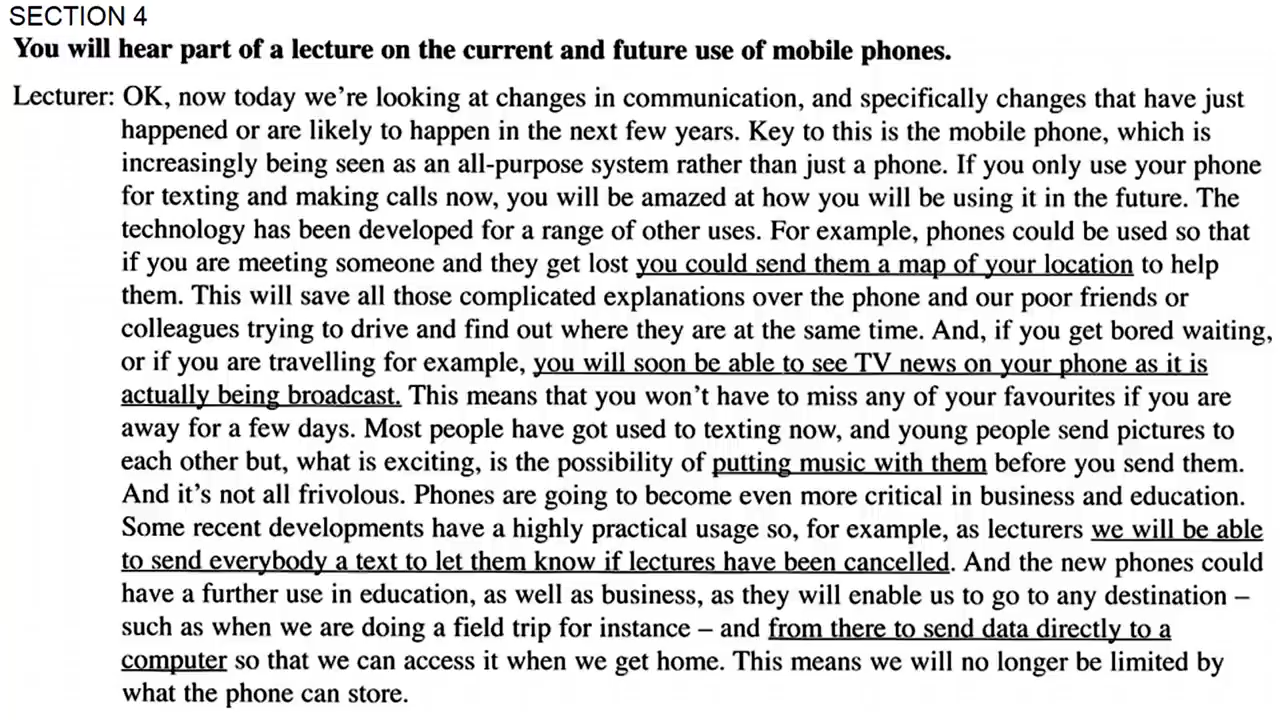 SECTION 4
You will hear part of a lecture on the current and future use of mobile phones.
Lecturer: OK, now today we're looking at changes in communication, and specifically changes that have just
happened or are likely to happen in the next few years. Key to this is the mobile phone, which is
increasingly being seen as an all-purpose system rather than just a phone. If you only use your phone
for texting and making calls now, you will be amazed at how you will be using it in the future. The
technology has been developed for a range of other uses. For example, phones could be used so that
if you are meeting someone and they get lost you could send them a map of your location to help
them. This will save all those complicated explanations over the phone and our poor friends or
colleagues trying to drive and find out where they are at the same time. And, if you get bored waiting,
or if you are travelling for example, you will soon be able to see TV news on your phone as it is
actually being broadcast. This means that you won't have to miss any of your favourites if you are
away for a few days. Most people have got used to texting now, and young people send pictures to
each other but, what is exciting, is the possibility of putting music with them before you send them.
And it's not all frivolous. Phones are going to become even more critical in business and education.
Some recent developments have a highly practical usage so, for example, as lecturers we will be able
to send everybody a text to let them know if lectures have been cancelled. And the new phones could
have a further use in education, as well as business, as they will enable us to go to any destination –
such as when we are doing a field trip for instance – and from there to send data directly to a
computer so that we can access it when we get home. This means we will no longer be limited by
what the phone can store.